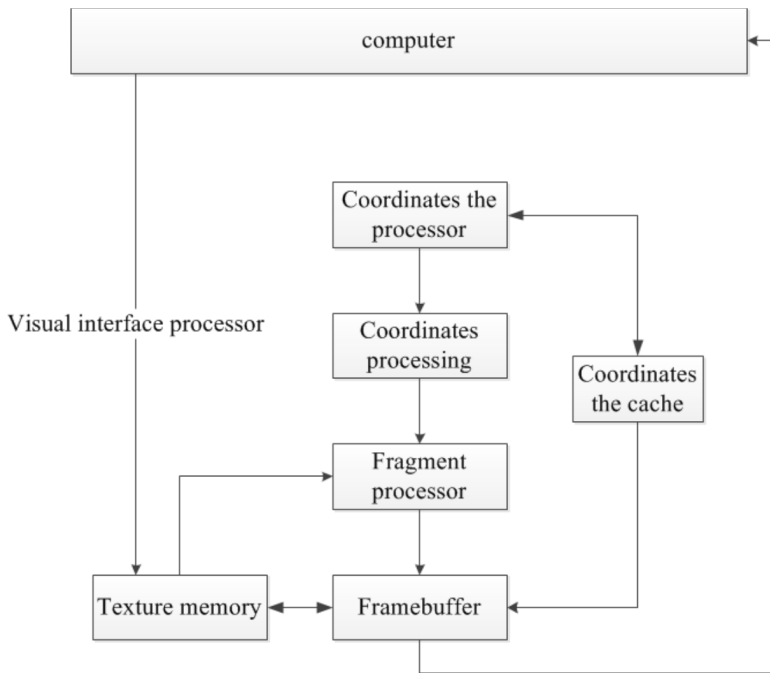 computer
Coordinates the
processor
Visual interface processor
Coordinates
processing
Coordinates
the cache
Fragment
processor
Texture memory
Framebuffer